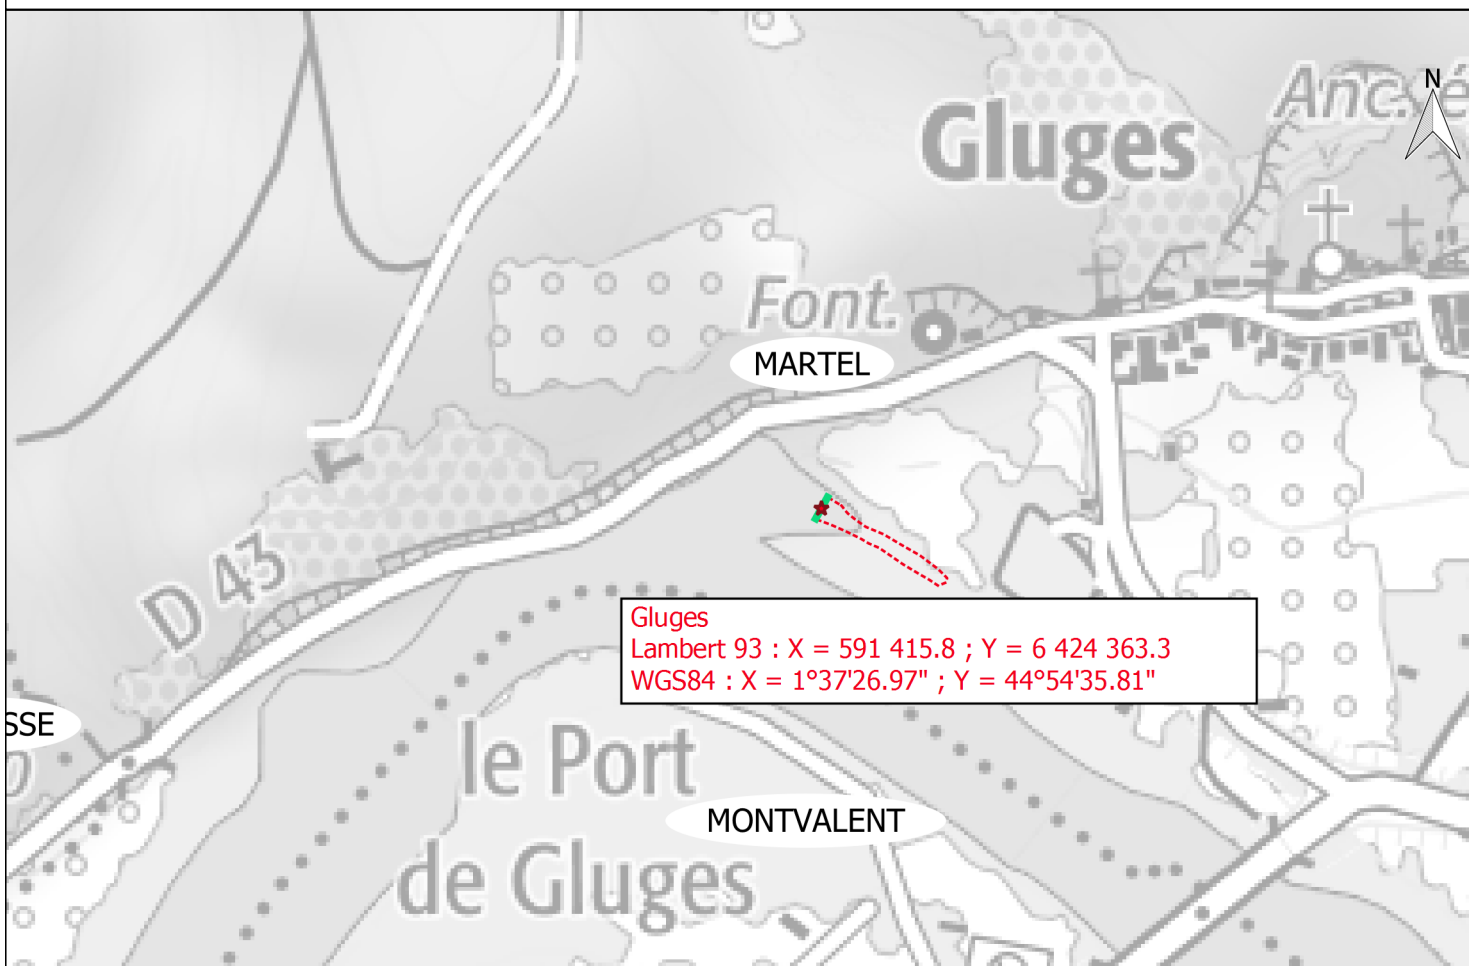 Anc. é
N
Gluges
Font.
MARTEL
D 43
Gluges
Lambert 93 : X = 591 415.8 ; Y = 6 424 363.3
WGS84 : X = 1°37'26.97" ; Y = 44°54'35.81"
SSE
le Port
de Gluges
MONTVALENT